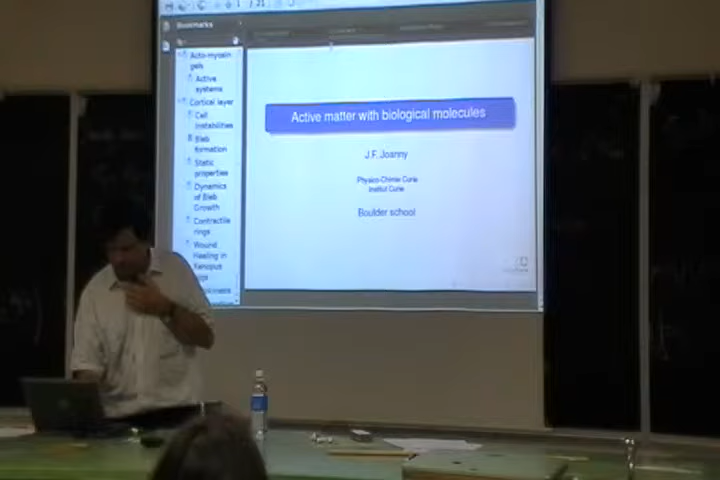 Bookmarks
Acto-myosin
gels
Active
systems
Cortical layer
Cell
Instabilities
Bleb
formation
Static
properties
Dynamics
of Bleb
Growth
Contractile
rings
Wound
Healing in
Xenopus
Active matter with biological molecules
J.F. Joanny
Physico-Chimie Curie
Institut Curie
Boulder school